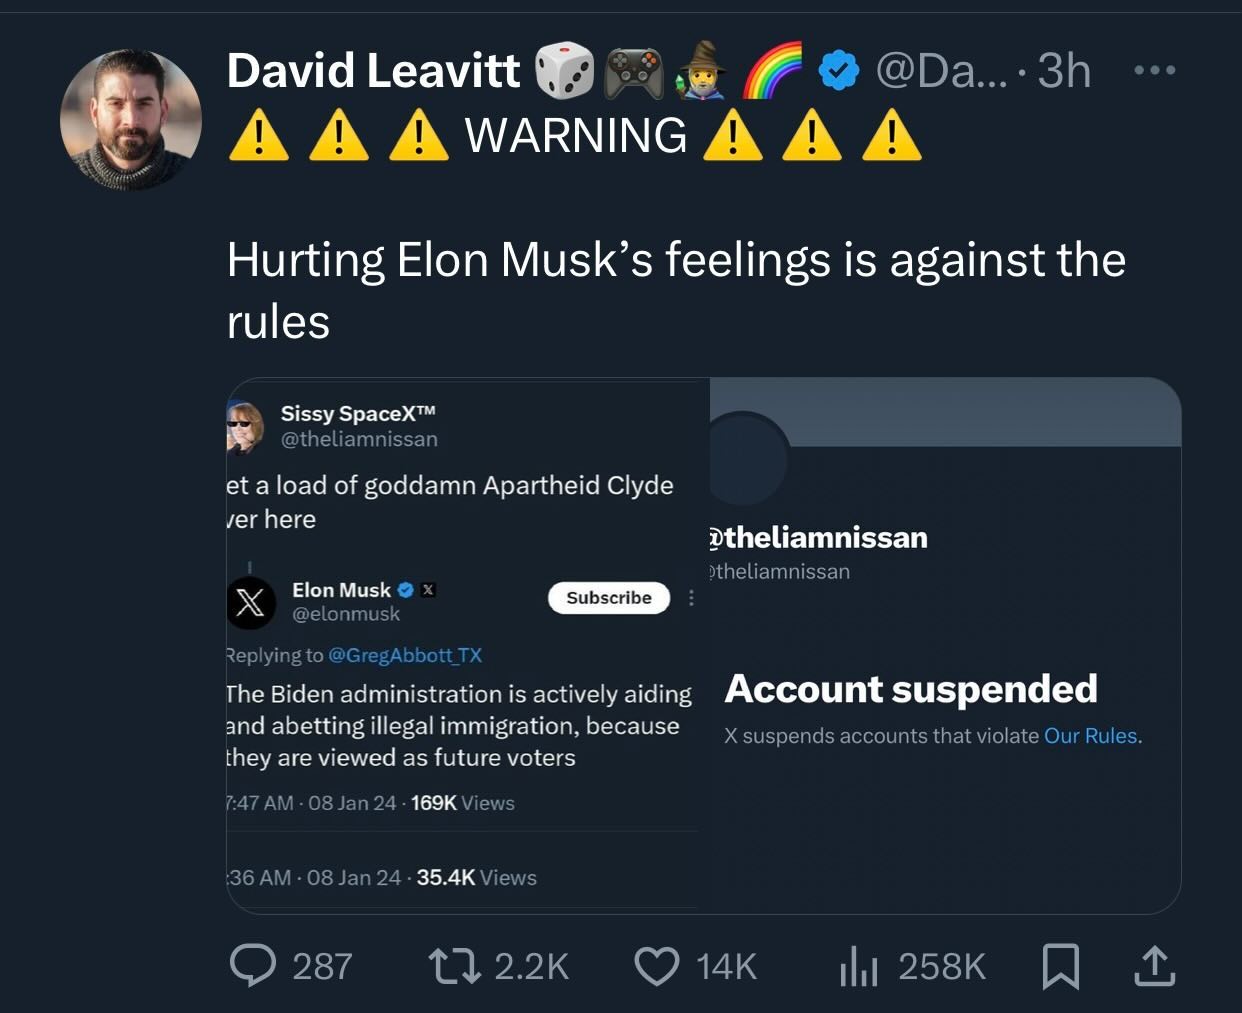 David Leavitt @Da... · 3h
WARNING
Hurting Elon Musk’s feelings is against the
rules
Sissy SpaceX™
@theliamnissan
et a load of goddamn Apartheid Clyde
ver here
Elon Musk
@elonmusk
Subscribe
Replying to @GregAbbott_TX
The Biden administration is actively aiding
and abetting illegal immigration, because
they are viewed as future voters
7:47 AM · 08 Jan 24 · 169K Views
:36 AM · 08 Jan 24 · 35.4K Views
@theliamnissan
@theliamnissan
Account suspended
X suspends accounts that violate Our Rules.
287 2.2K 14K 258K